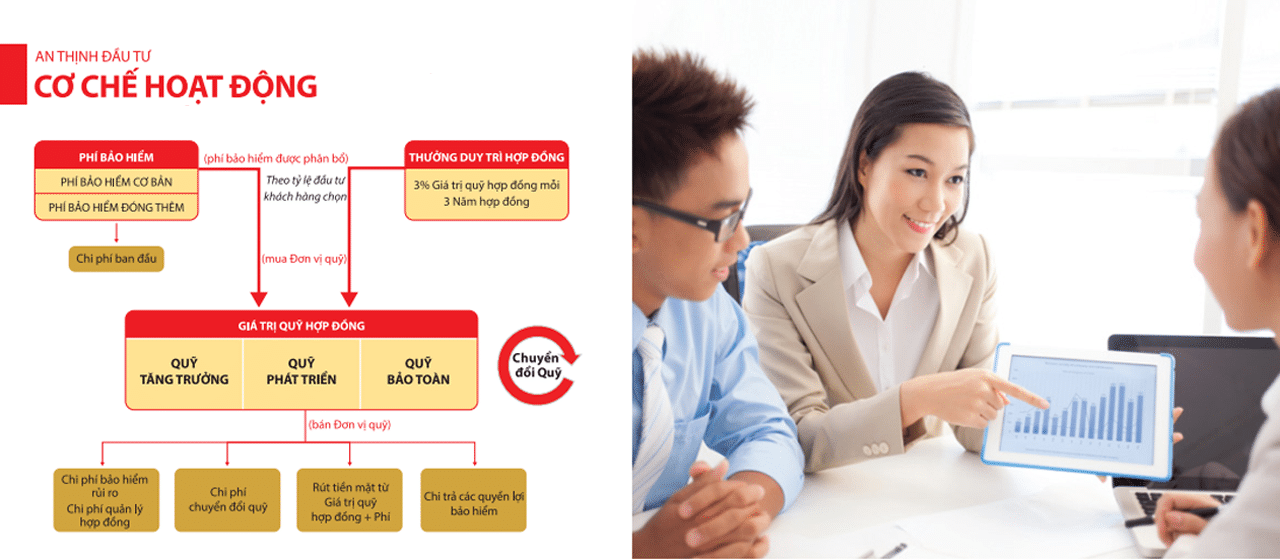 AN THỊNH ĐẦU TƯ
CƠ CHẾ HOẠT ĐỘNG
PHÍ BẢO HIỂM
PHÍ BẢO HIỂM CƠ BẢN
PHÍ BẢO HIỂM ĐÓNG THÊM
Chi phí ban đầu
(phí bảo hiểm được phân bổ)
Theo tỷ lệ đầu tư
khách hàng chọn
(mua Đơn vị quỹ)
THƯỞNG DUY TRÌ HỢP ĐỒNG
3% Giá trị quỹ hợp đồng mỗi
3 Năm hợp đồng
GIÁ TRỊ QUỸ HỢP ĐỒNG
QUỸ
TĂNG TRƯỞNG
QUỸ
PHÁT TRIỂN
QUỸ
BẢO TOÀN
Chuyển
đổi Quỹ
(bán Đơn vị quỹ)
Chi phí bảo hiểm
rủi ro
Chi phí quản lý
hợp đồng
Chi phí
chuyển đổi quỹ
Rút tiền mặt từ
Giá trị quỹ
hợp đồng + Phí
Chi trả các quyền lợi
bảo hiểm